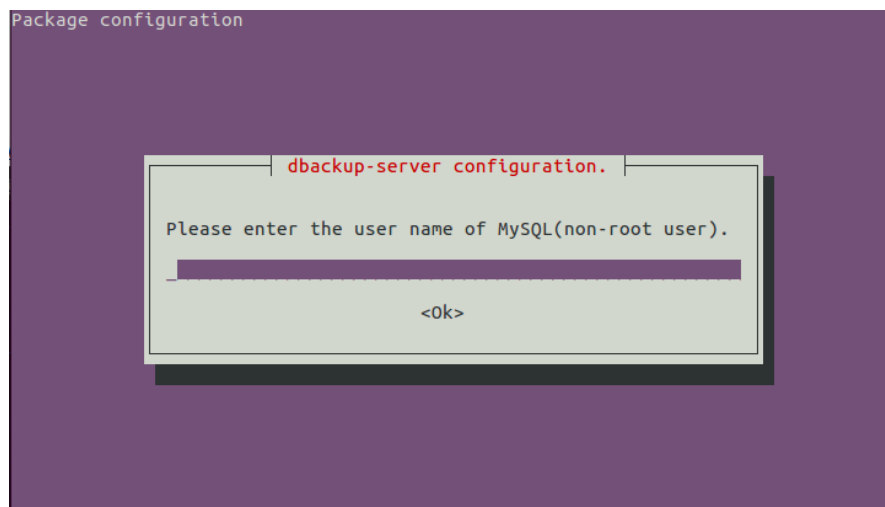 Package configuration
dbackup-server configuration.
Please enter the user name of MySQL(non-root user).
<Ok>